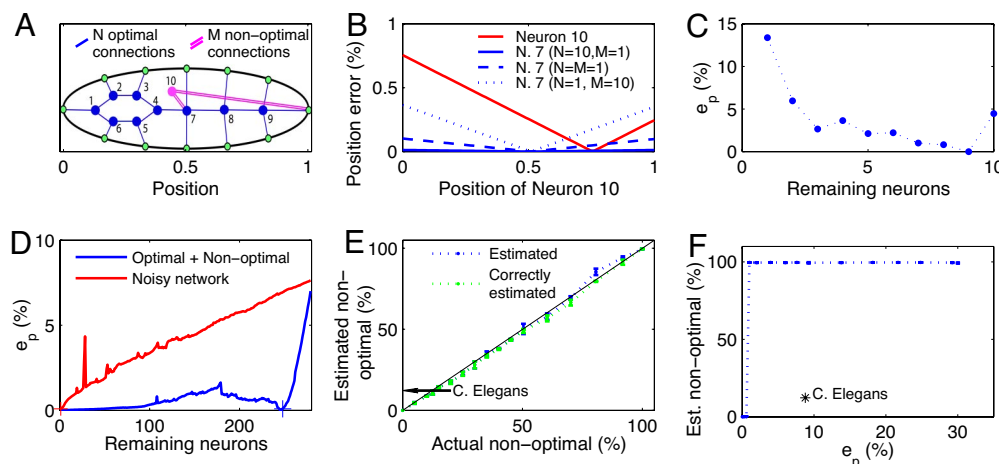 A
N optimal
connections
M non-optimal
connections
1
2
3
4
5
6
7
8
9
10
0
0.5
1
Position
B
Position error (%)
1
0.5
0
Neuron 10
N. 7 (N=10,M=1)
N. 7 (N=M=1)
N. 7 (N=1, M=10)
0
0.5
1
Position of Neuron 10
C
e_p (%)
15
10
5
0
0
5
10
Remaining neurons
D
e_p (%)
10
5
0
Optimal + Non-optimal
Noisy network
0
100
200
Remaining neurons
E
Estimated non-
optimal (%)
100
50
0
Estimated
Correctly
estimated
C. Elegans
0
50
100
Actual non-optimal (%)
F
Est. non-optimal (%)
100
50
0
C. Elegans
0
10
20
30
e_p (%)